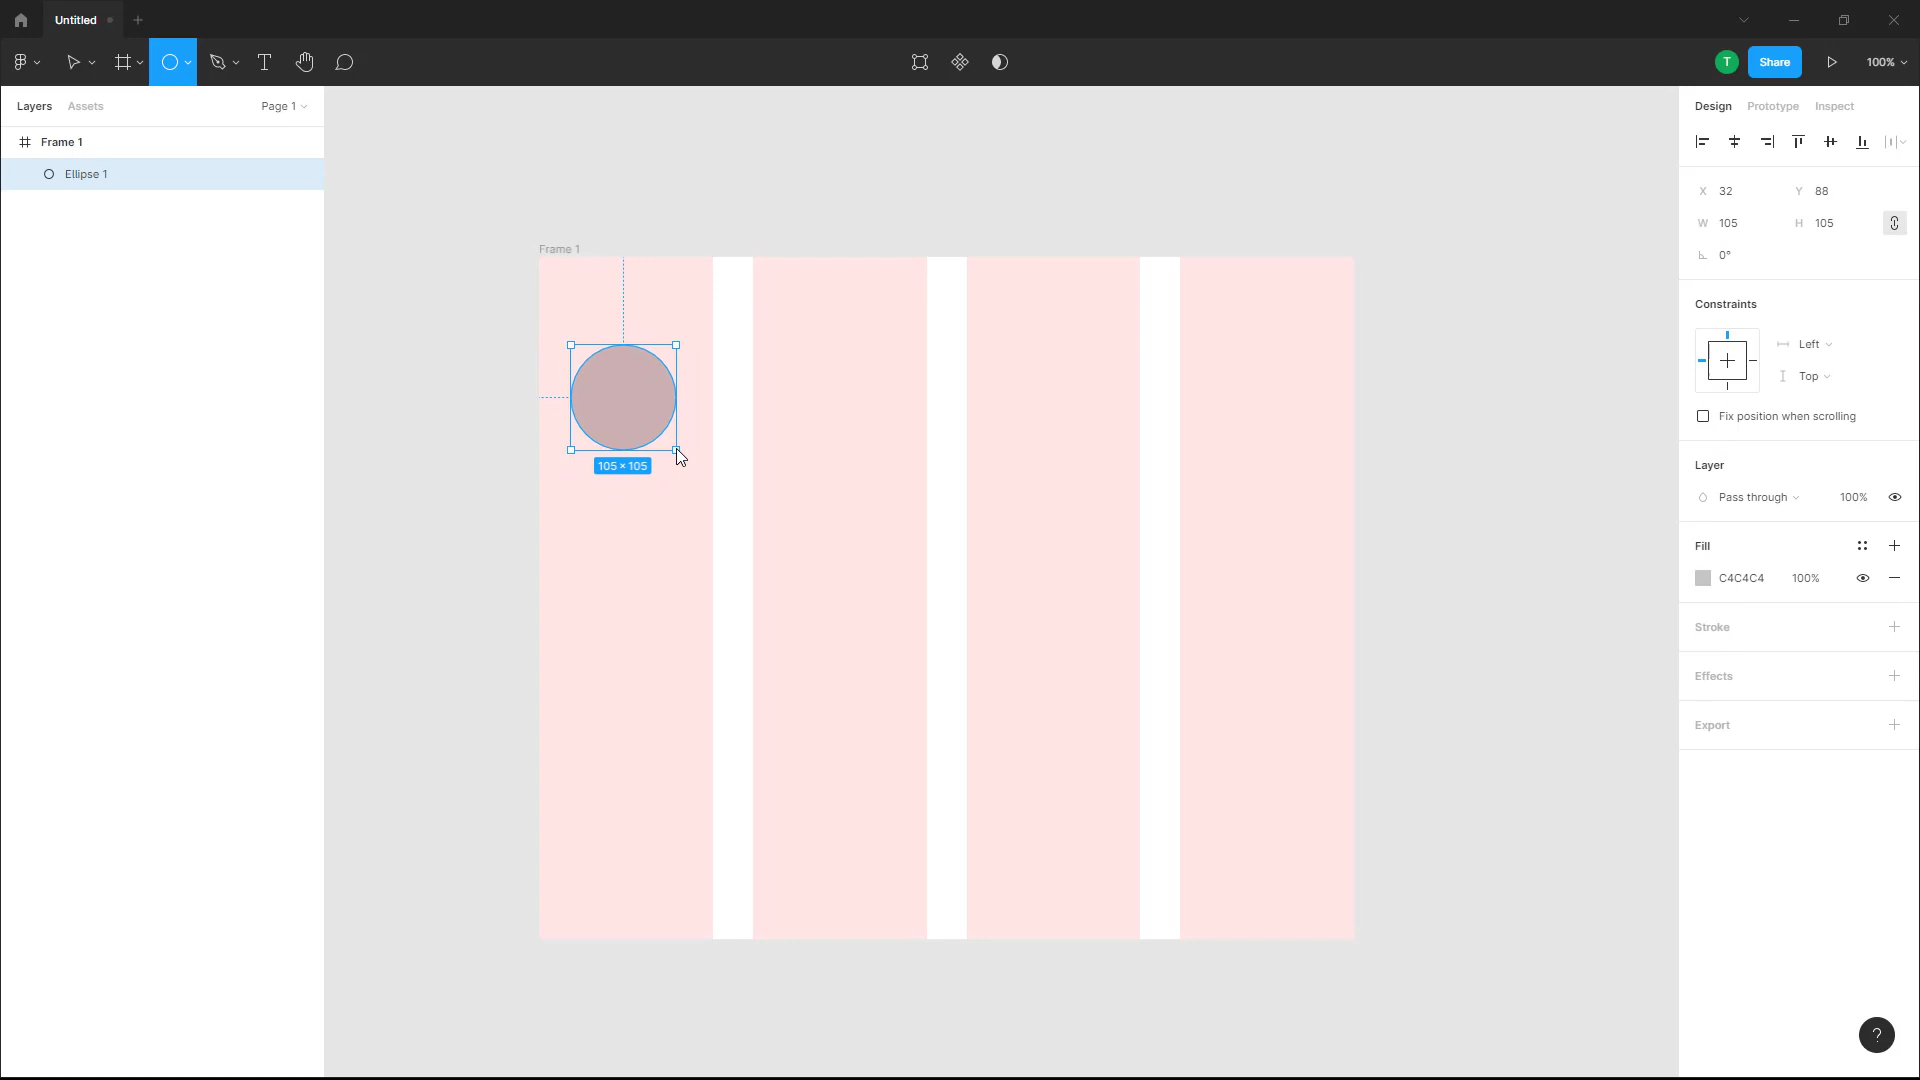 Untitled
Share
100%
Layers
Assets
Page 1
Frame 1
Ellipse 1
Frame 1
105 × 105
Design
Prototype
Inspect
X 32
Y 88
W 105
H 105
0°
Constraints
Left
Top
Fix position when scrolling
Layer
Pass through
100%
Fill
C4C4C4
100%
Stroke
Effects
Export
T
?